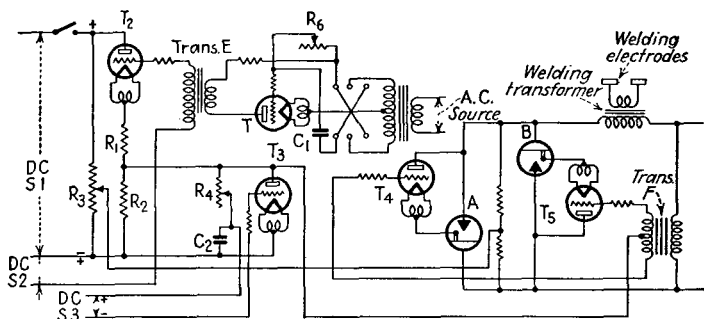 T2
+
Trans.E
R6
Welding
electrodes
Welding
transformer
A.C.
Source
T
C1
B
R1
T3
DC
S1
R3
R2
R4
T4
A
T5
Trans.
F
C2
- +
DC
S2
DC +
S3 -